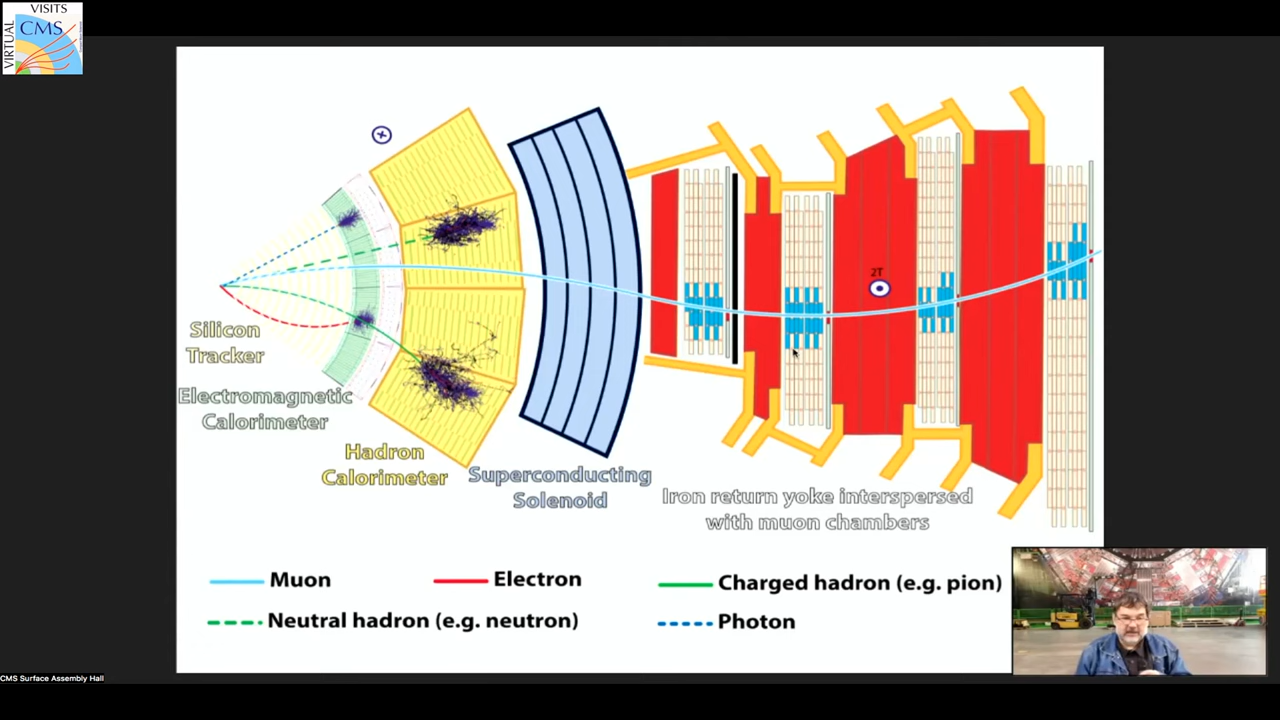 VISITS
CMS
VIRTUAL
2T
Silicon
Tracker
Electromagnetic
Calorimeter
Hadron
Calorimeter
Superconducting
Solenoid
Iron return yoke interspersed
with muon chambers
Muon
Electron
Charged hadron (e.g. pion)
Neutral hadron (e.g. neutron)
Photon
CMS Surface Assembly Hall